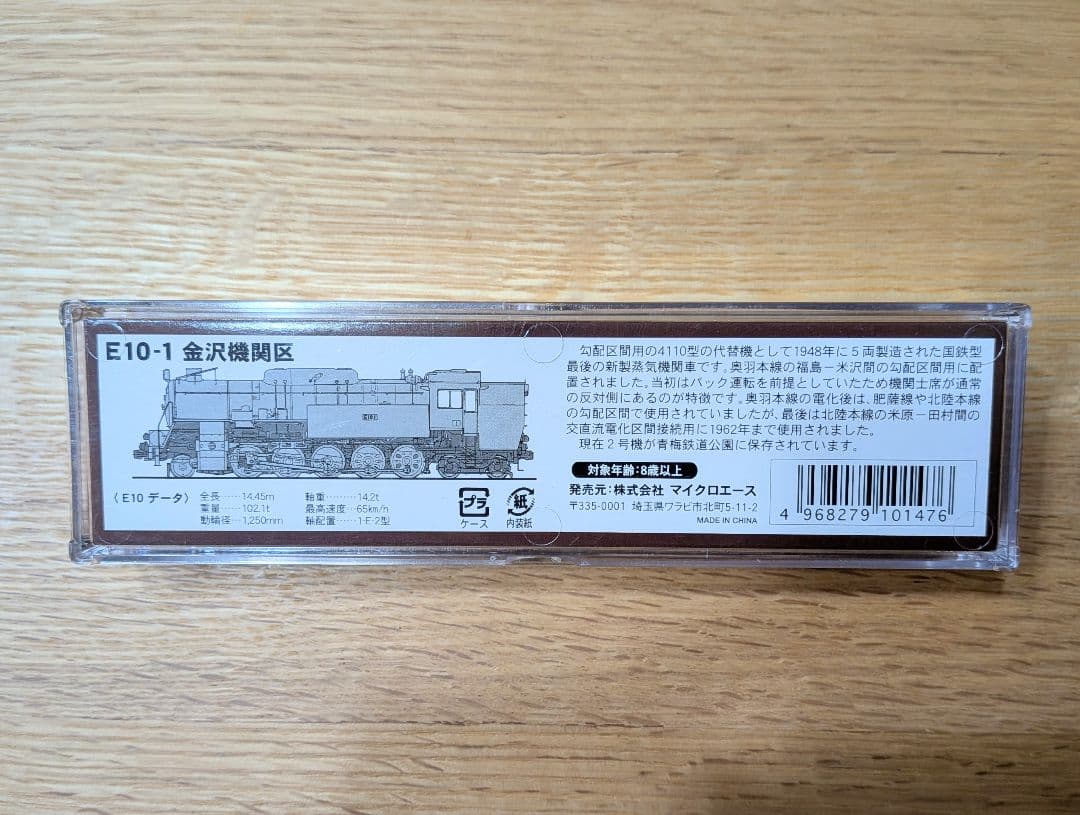 E10-1 金沢機関区
〈E10 データ〉
全長……14.45m
重量……102.1t
動輪径…1,250mm
軸重………14.2t
最高速度…65km/h
軸配置……1-E-2型
プラ
ケース
紙
内装紙
勾配区間用の4110型の代替機として1948年に5両製造された国鉄型
最後の新製蒸気機関車です。奥羽本線の福島－米沢間の勾配区間用に配
置されました。当初はバック運転を前提としていたため機関士席が通常
の反対側にあるのが特徴です。奥羽本線の電化後は、肥薩線や北陸本線
の勾配区間で使用されていましたが、最後は北陸本線の米原－田村間の
交直流電化区間接続用に1962年まで使用されました。
現在2号機が青梅鉄道公園に保存されています。
対象年齢:8歳以上
発売元:株式会社 マイクロエース
〒335-0001 埼玉県ワラビ市北町5-11-2
MADE IN CHINA
4 968279 101476